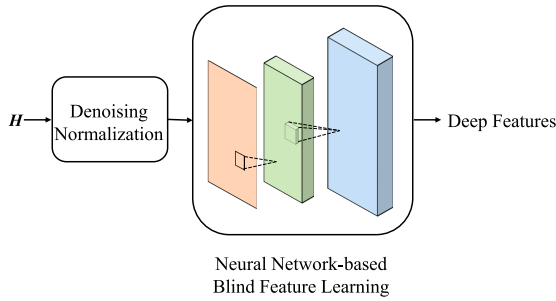 H
Denoising
Normalization
Deep Features
Neural Network-based
Blind Feature Learning